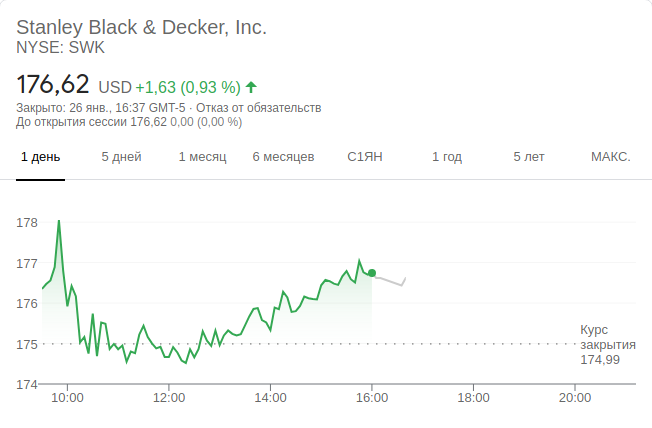 Stanley Black & Decker, Inc.
NYSE: SWK
176,62 USD +1,63 (0,93 %)
Закрыто: 26 янв., 16:37 GMT-5 · Отказ от обязательств
До открытия сессии 176,62 0,00 (0,00 %)
1 день 5 дней 1 месяц 6 месяцев С1ЯН 1 год 5 лет МАКС.
178
177
176
175
174
Курс
закрытия
174,99
10:00 12:00 14:00 16:00 18:00 20:00